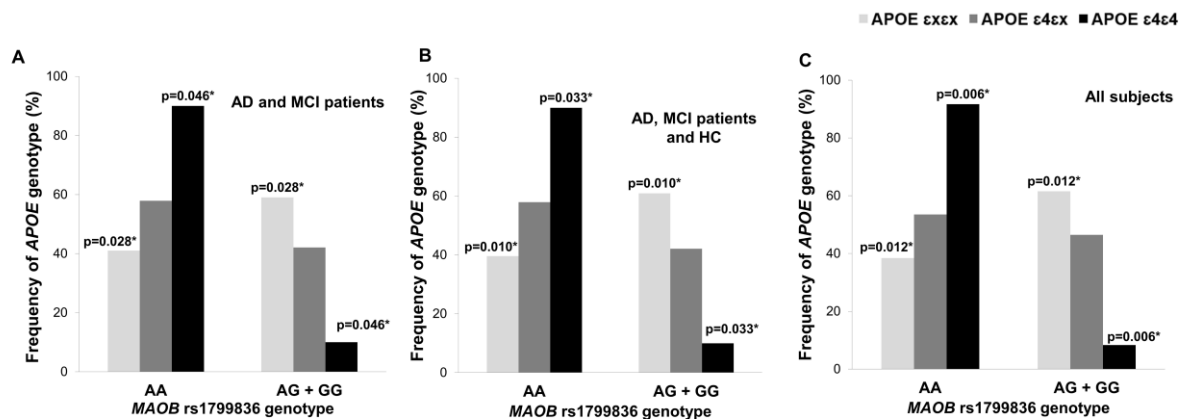 APOE εxεx APOE ε4εx APOE ε4ε4
A
Frequency of APOE genotype (%)
100
80
60
40
20
0
AD and MCI patients
p=0.046*
p=0.028*
p=0.028*
p=0.046*
AA AG + GG
MAOB rs1799836 genotype
B
Frequency of APOE genotype (%)
100
80
60
40
20
0
AD, MCI patients
and HC
p=0.033*
p=0.010*
p=0.010*
p=0.033*
AA AG + GG
MAOB rs1799836 genotype
C
Frequency of APOE genotype (%)
100
80
60
40
20
0
All subjects
p=0.006*
p=0.012*
p=0.012*
p=0.006*
AA AG + GG
MAOB rs1799836 genotype